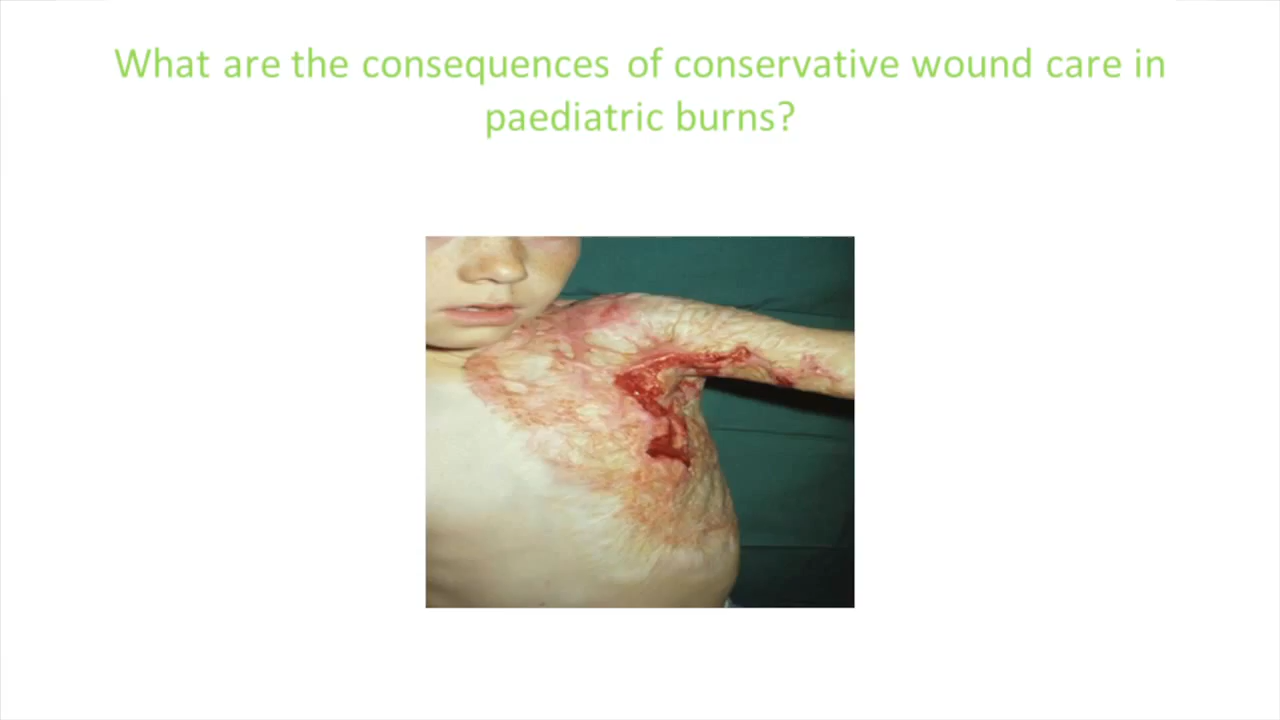 What are the consequences of conservative wound care in
paediatric burns?